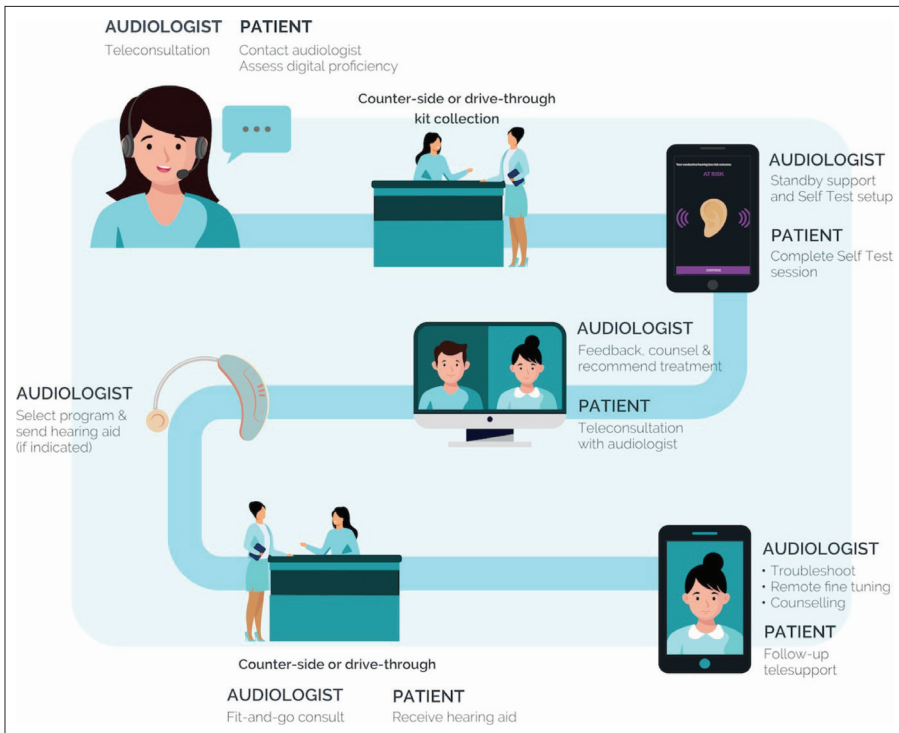 AUDIOLOGIST
Teleconsultation
PATIENT
Contact audiologist
Assess digital proficiency
Counter-side or drive-through
kit collection
AT RISK
CONTINUE
AUDIOLOGIST
Standby support
and Self Test setup
PATIENT
Complete Self Test
session
AUDIOLOGIST
Feedback, counsel &
recommend treatment
PATIENT
Teleconsultation
with audiologist
AUDIOLOGIST
Select program &
send hearing aid
(if indicated)
Counter-side or drive-through
AUDIOLOGIST
Fit-and-go consult
PATIENT
Receive hearing aid
AUDIOLOGIST
• Troubleshoot
• Remote fine tuning
• Counselling
PATIENT
Follow-up
telesupport